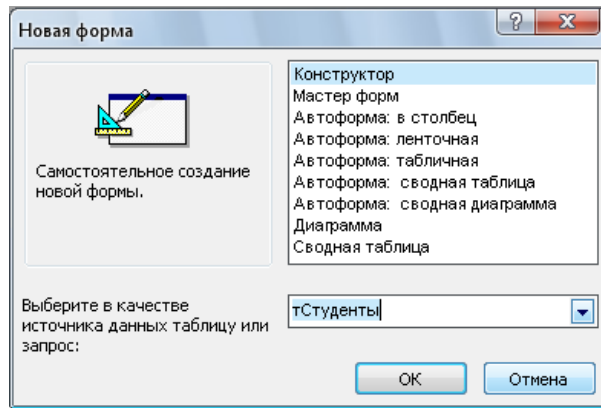 Новая форма
?
X
Самостоятельное создание
новой формы.
Конструктор
Мастер форм
Автоформа: в столбец
Автоформа: ленточная
Автоформа: табличная
Автоформа:  сводная таблица
Автоформа:  сводная диаграмма
Диаграмма
Сводная таблица
Выберите в качестве
источника данных таблицу или
запрос:
тСтуденты
ОК
Отмена